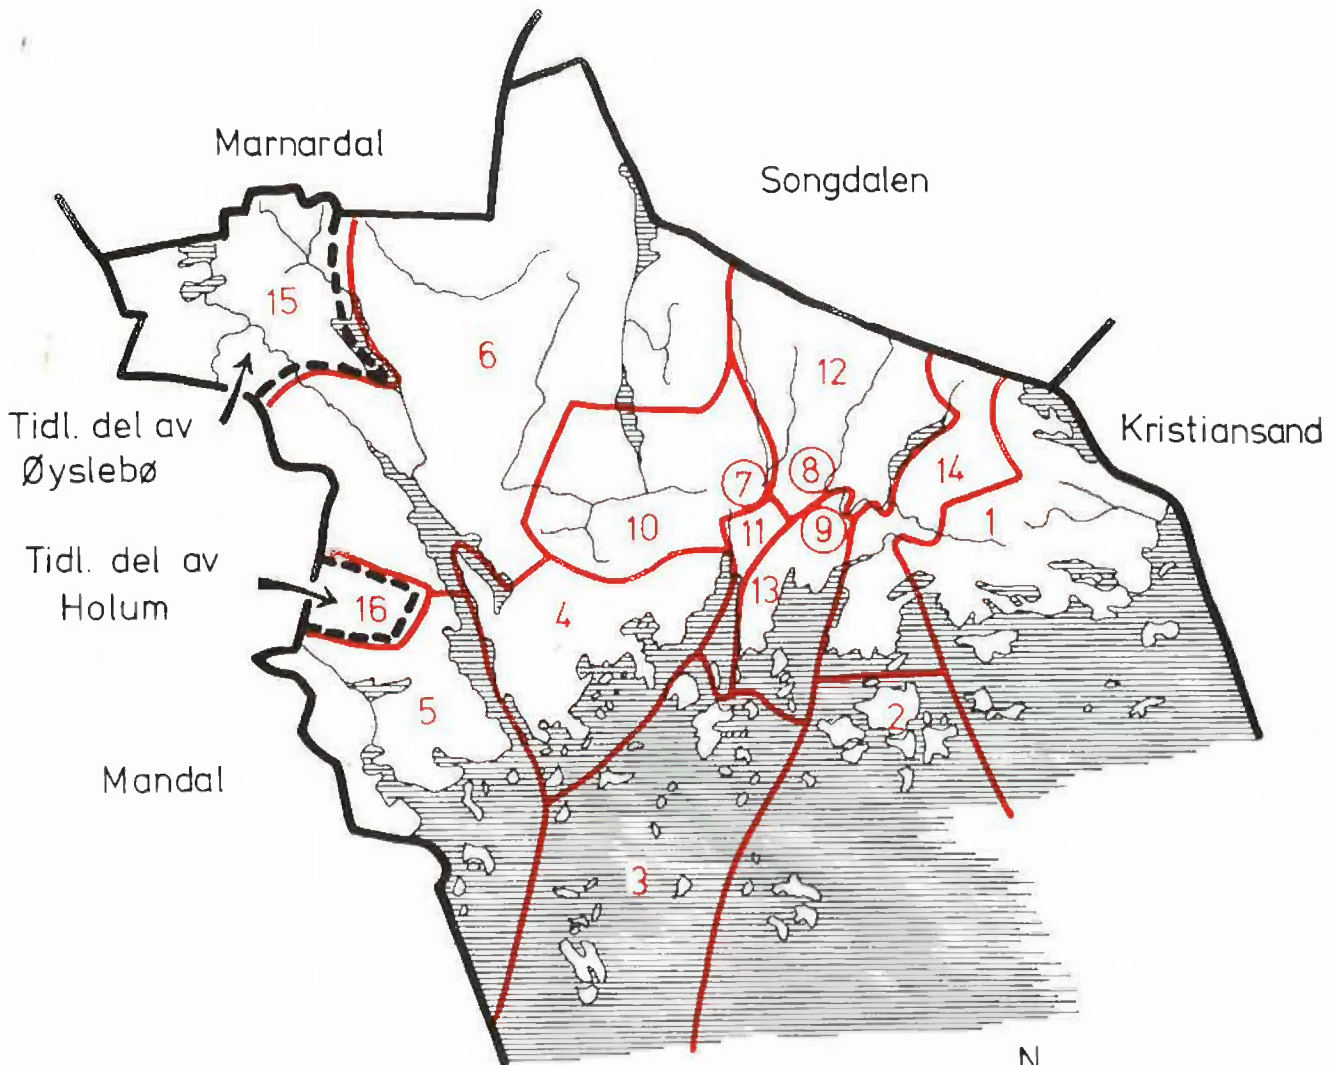 Marnardal
Songdalen
15
6
12
Tidl. del av
Øyslebø
Kristiansand
7
8
14
10
11
9
1
Tidl. del av
Holum
16
4
13
5
2
Mandal
3
N